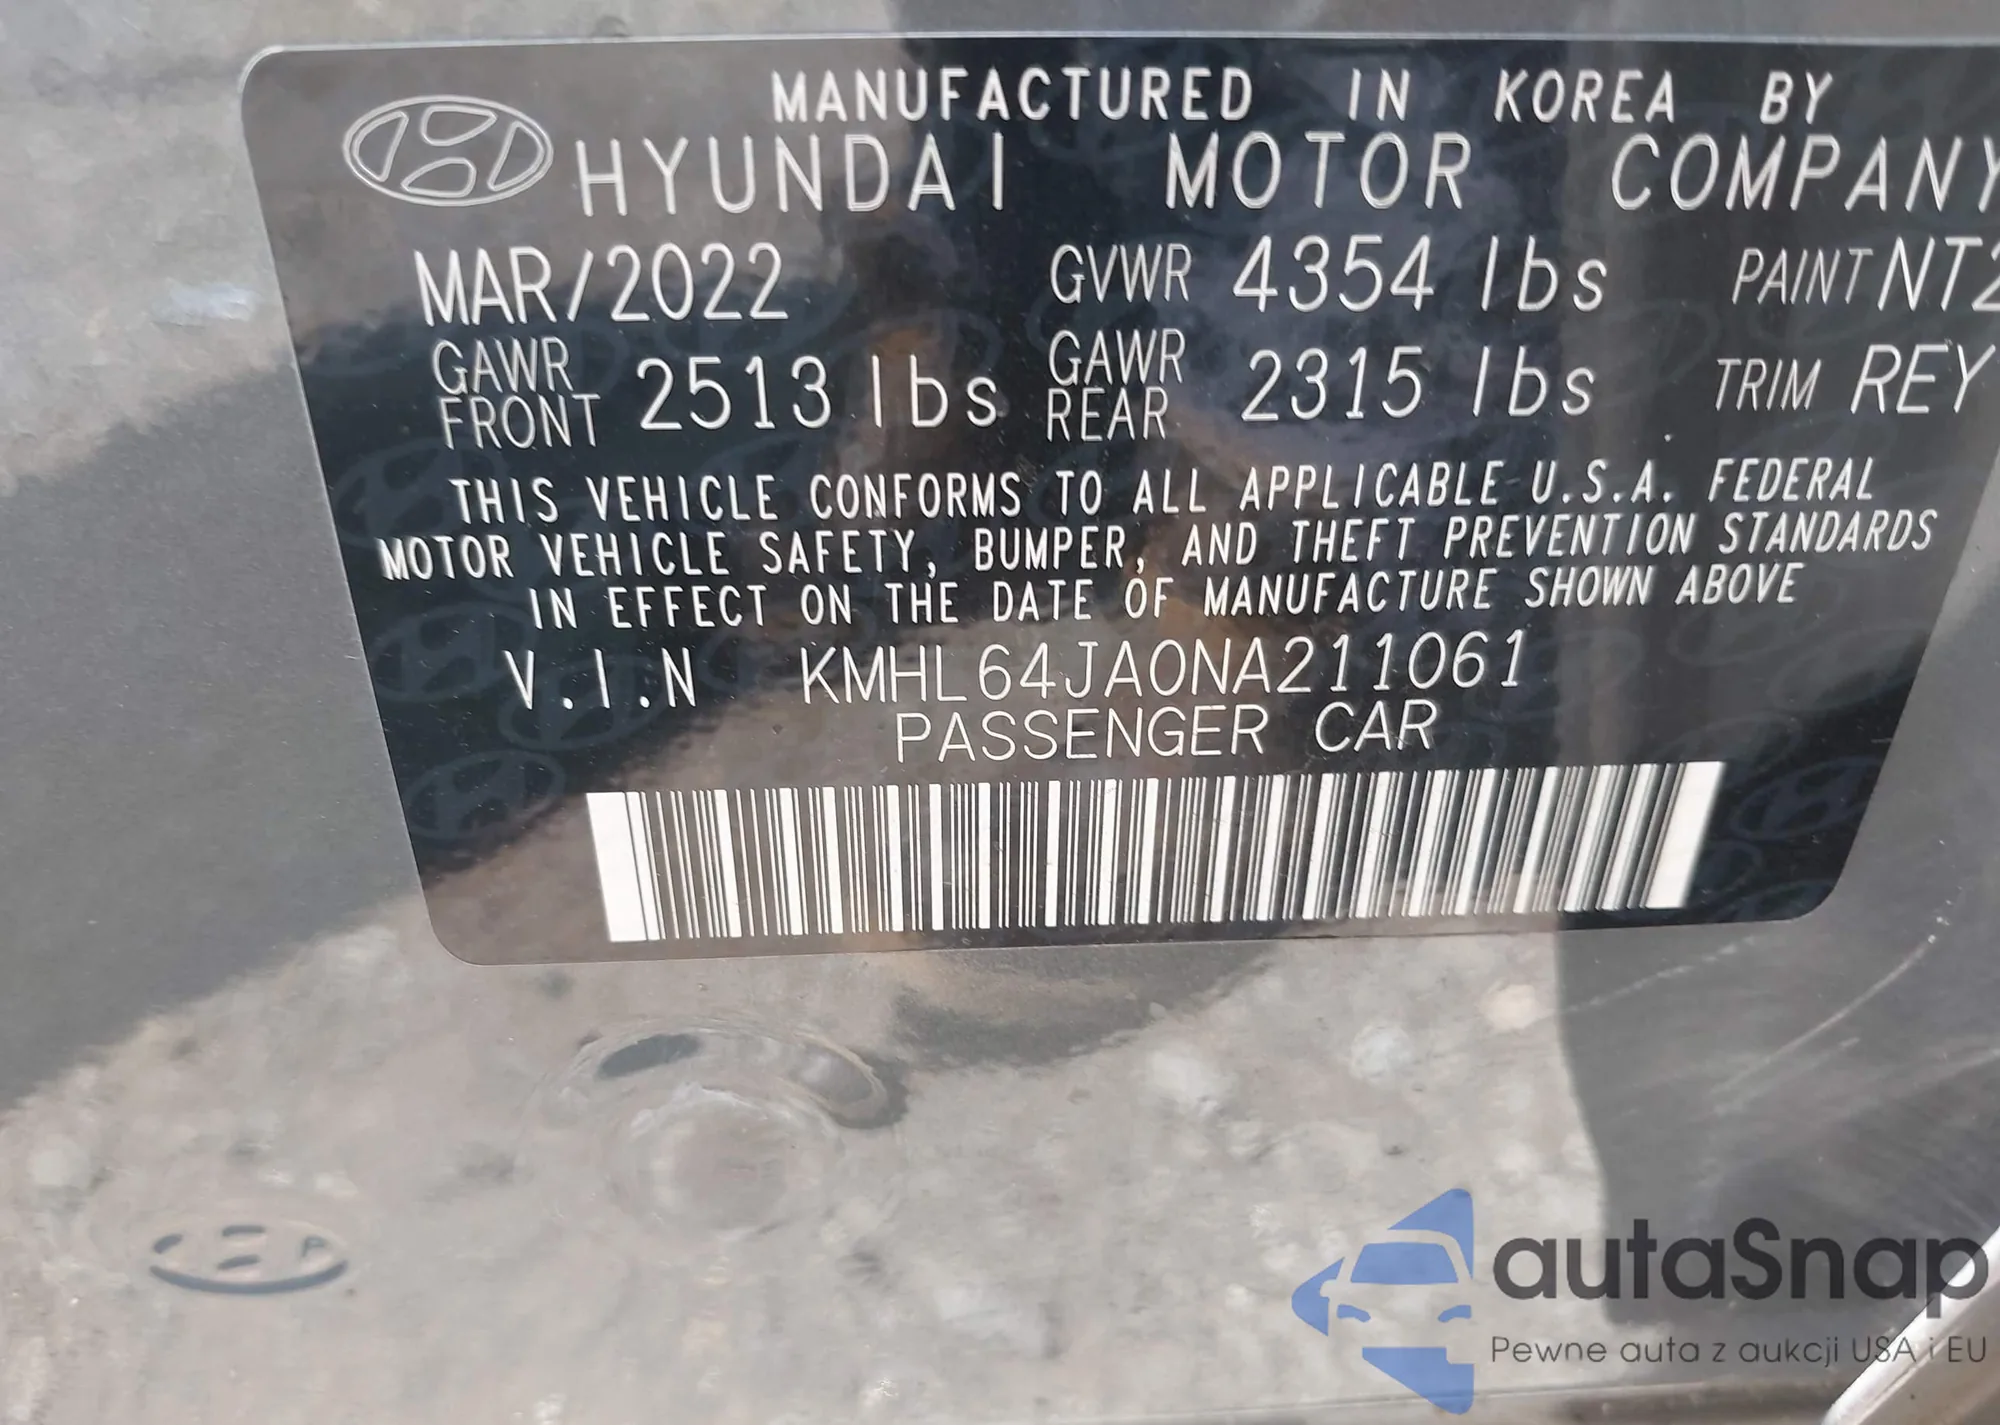 MANUFACTURED IN KOREA BY
HYUNDAI MOTOR COMPANY
MAR/2022 GVWR 4354 lbs PAINT NT2
GAWR FRONT 2513 lbs GAWR REAR 2315 lbs TRIM REY
THIS VEHICLE CONFORMS TO ALL APPLICABLE U.S.A. FEDERAL
MOTOR VEHICLE SAFETY, BUMPER, AND THEFT PREVENTION STANDARDS
IN EFFECT ON THE DATE OF MANUFACTURE SHOWN ABOVE
V.I.N KMHL64JA0NA211061
PASSENGER CAR
autaSnap
Pewne auta z aukcji USA i EU